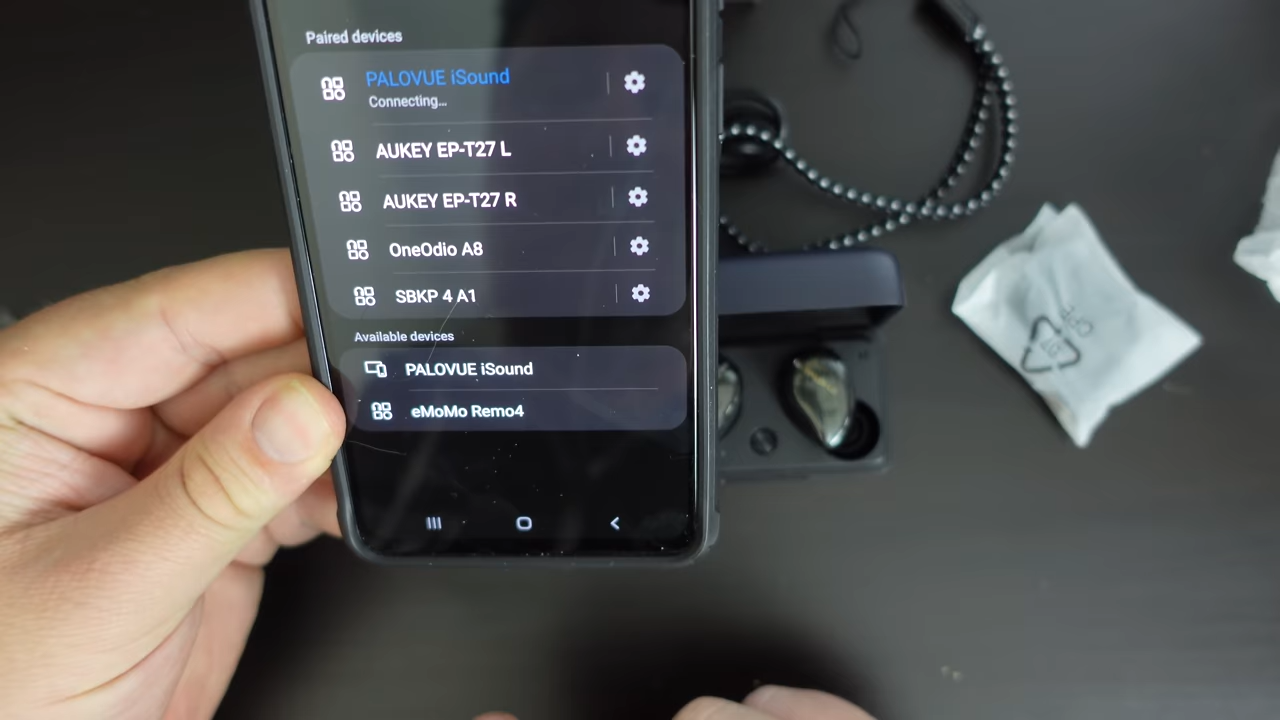 Paired devices
PALOVUE iSound
Connecting...
AUKEY EP-T27 L
AUKEY EP-T27 R
OneOdio A8
SBKP 4 A1
Available devices
PALOVUE iSound
eMoMo Remo4
CPE